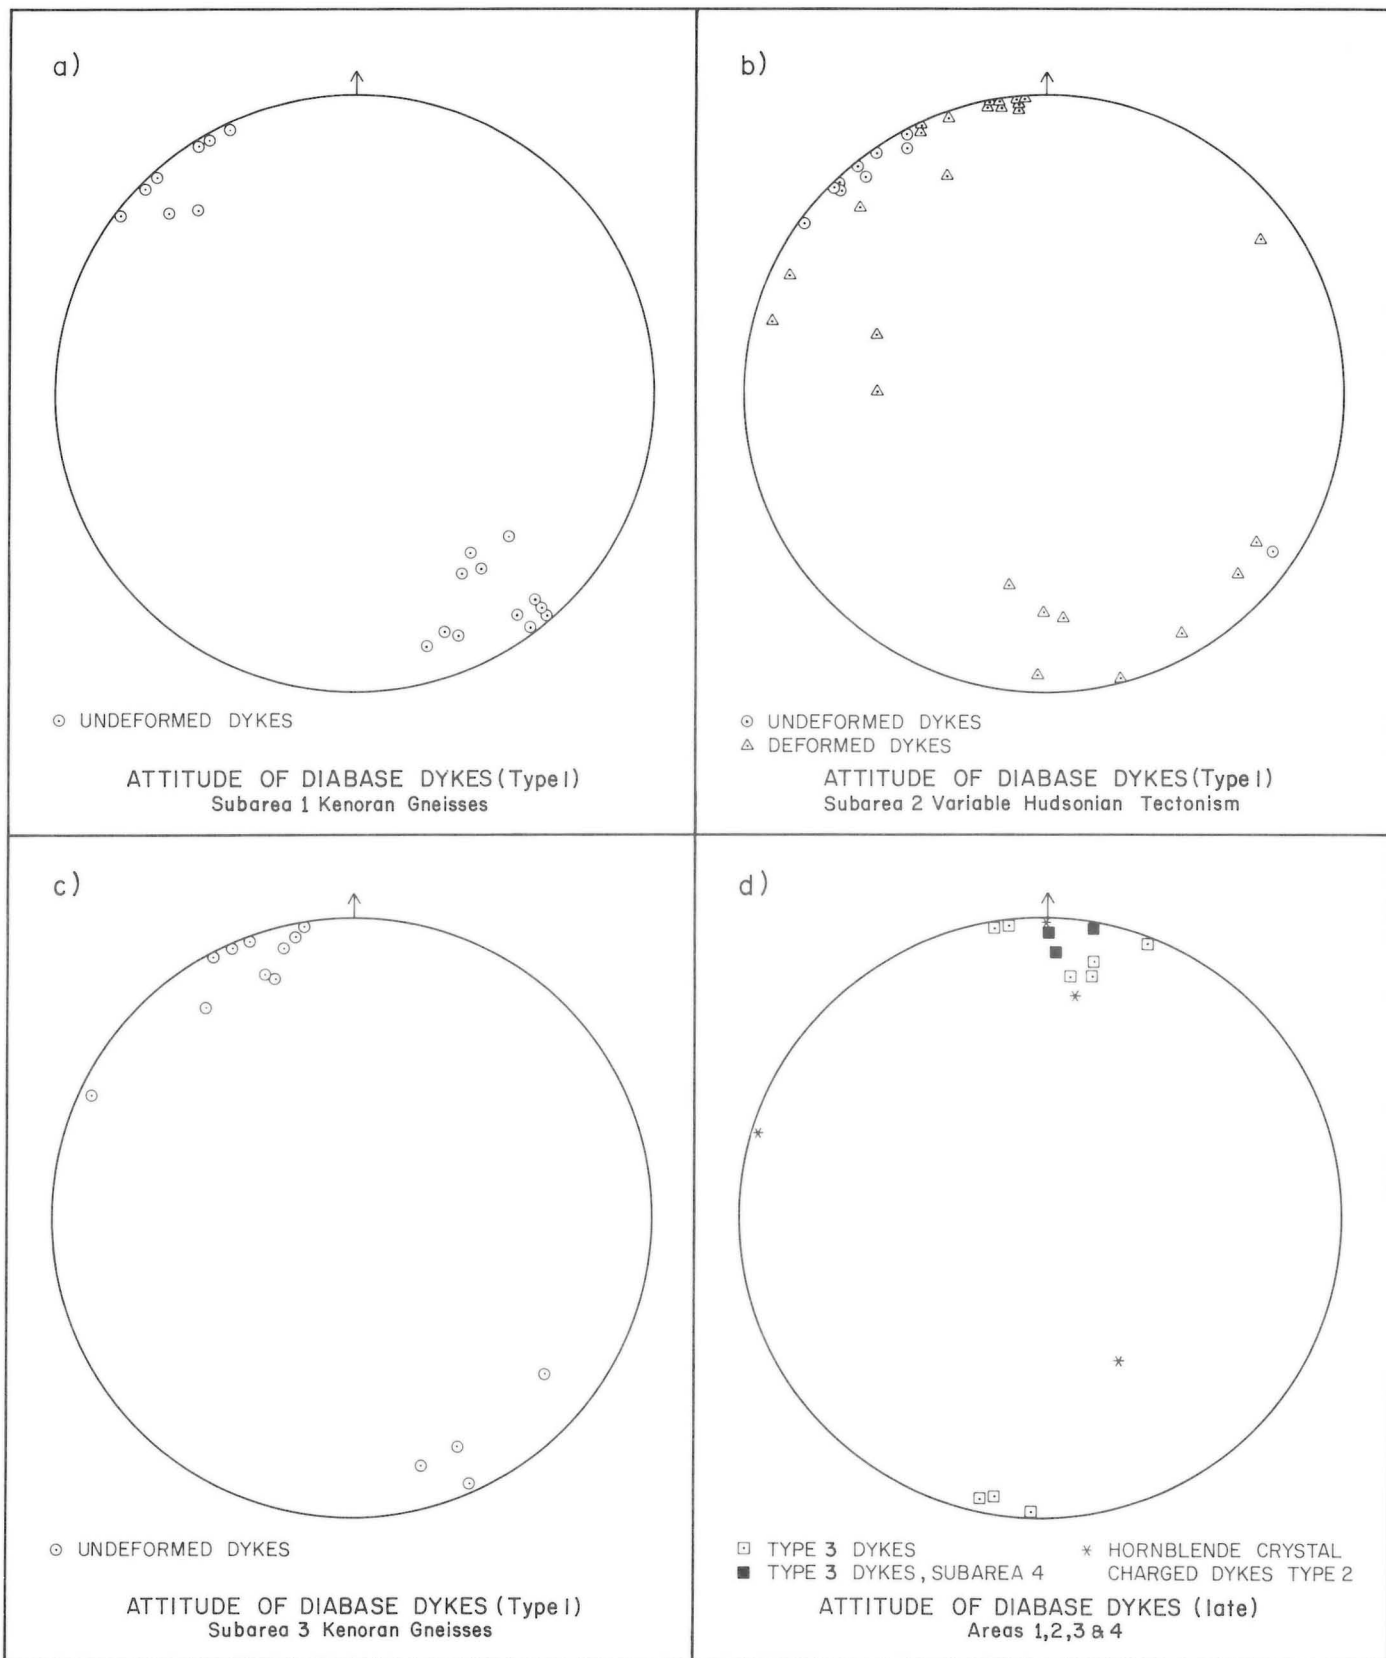 a)
⊙ UNDEFORMED DYKES
ATTITUDE OF DIABASE DYKES (Type 1)
Subarea 1 Kenoran Gneisses
b)
⊙ UNDEFORMED DYKES
△ DEFORMED DYKES
ATTITUDE OF DIABASE DYKES (Type 1)
Subarea 2 Variable Hudsonian Tectonism
c)
⊙ UNDEFORMED DYKES
ATTITUDE OF DIABASE DYKES (Type 1)
Subarea 3 Kenoran Gneisses
d)
⊡ TYPE 3 DYKES
■ TYPE 3 DYKES, SUBAREA 4
* HORNBLENDE CRYSTAL
CHARGED DYKES TYPE 2
ATTITUDE OF DIABASE DYKES (late)
Areas 1,2,3 & 4